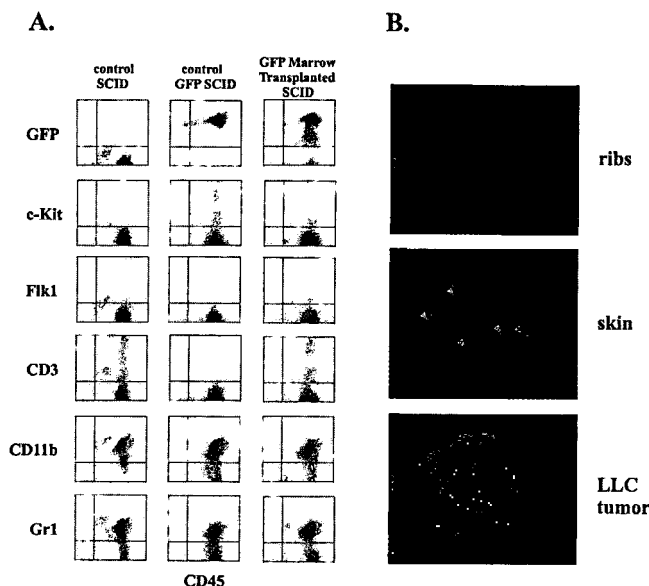 A.
B.
control
SCID
control
GFP SCID
GFP Marrow
Transplanted
SCID
GFP
c-Kit
Flk1
CD3
CD11b
Gr1
CD45
ribs
skin
LLC
tumor